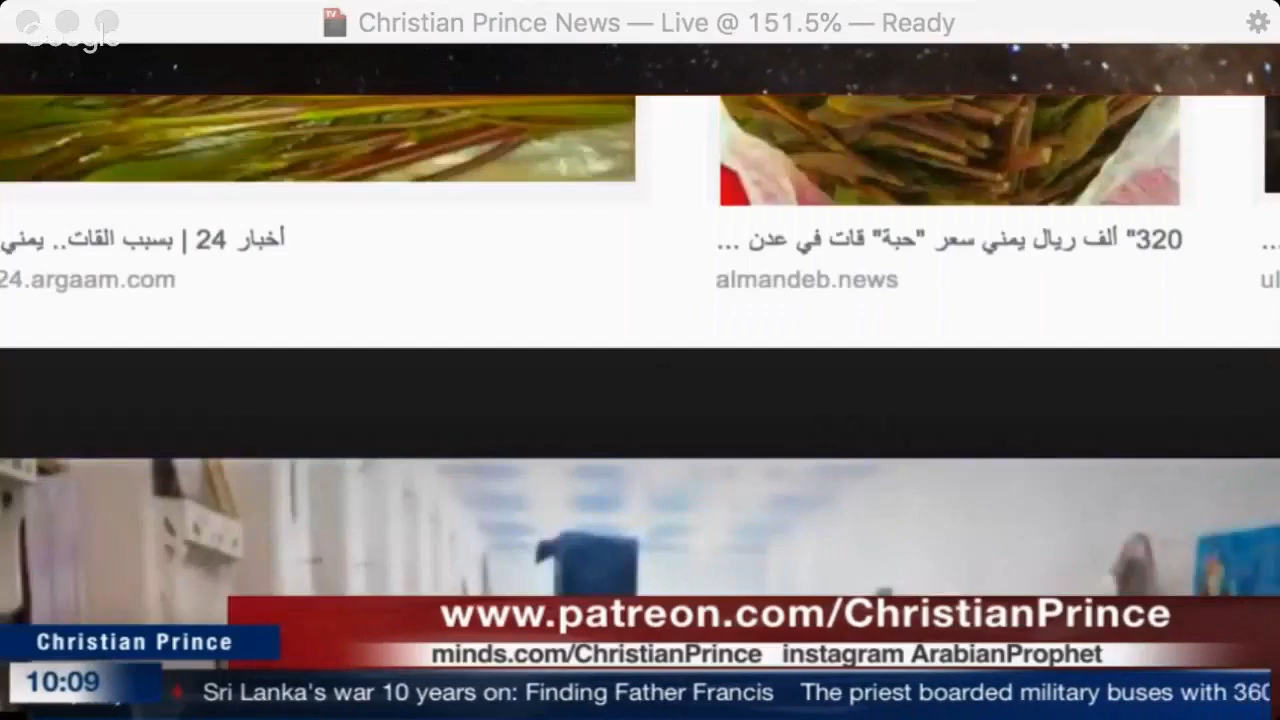 Christian Prince News — Live @ 151.5% — Ready
Google
أخبار 24 | بسبب القات.. يمني
24.argaam.com
320" ألف ريال يمني سعر "حبة" قات في عدن ...
almandeb.news
...
ul
www.patreon.com/ChristianPrince
Christian Prince
minds.com/ChristianPrince instagram ArabianProphet
10:09
Sri Lanka's war 10 years on: Finding Father Francis The priest boarded military buses with 360